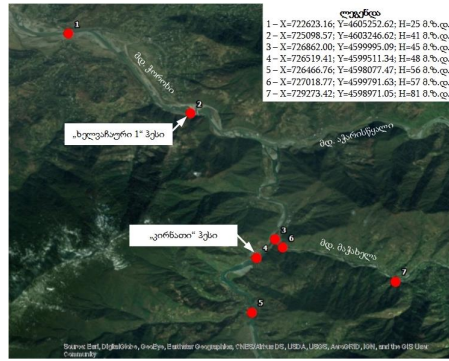 ლეგენდა
1 – X=722623.16; Y=4605252.62; H=25 მ.ზ.დ.
2 – X=725098.57; Y=4603246.62; H=41 მ.ზ.დ.
3 – X=726862.00; Y=4599995.09; H=45 მ.ზ.დ.
4 – X=726519.41; Y=4599511.34; H=48 მ.ზ.დ.
5 – X=726466.76; Y=4598077.47; H=56 მ.ზ.დ.
6 – X=727018.77; Y=4599791.63; H=57 მ.ზ.დ.
7 – X=729273.42; Y=4598971.05; H=81 მ.ზ.დ.
1
მდ. ჭოროხი
2
„ხელვაჩაური 1“ ჰესი
მდ. აჭარისწყალი
„კირნათი“ ჰესი
3
6
4
მდ. მაჭახელა
7
5
Source: Esri, DigitalGlobe, GeoEye, Earthstar Geographics, CNES/Airbus DS, USDA, USGS, AeroGRID, IGN, and the GIS User
Community